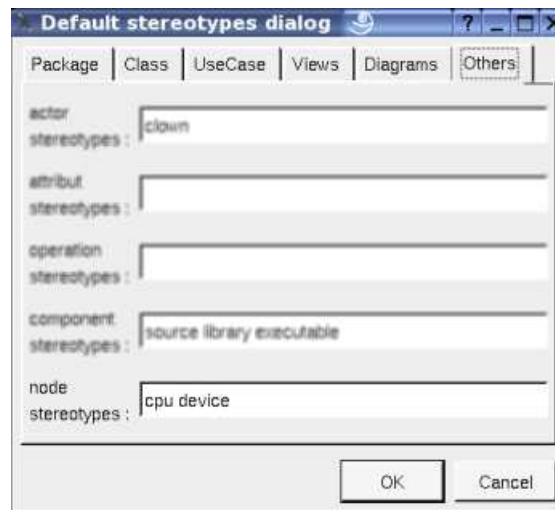 Default stereotypes dialog
Package Class UseCase Views Diagrams Others
actor
stereotypes :
clown
attribut
stereotypes :
operation
stereotypes :
component
stereotypes :
source library executable
node
stereotypes :
cpu device
OK Cancel